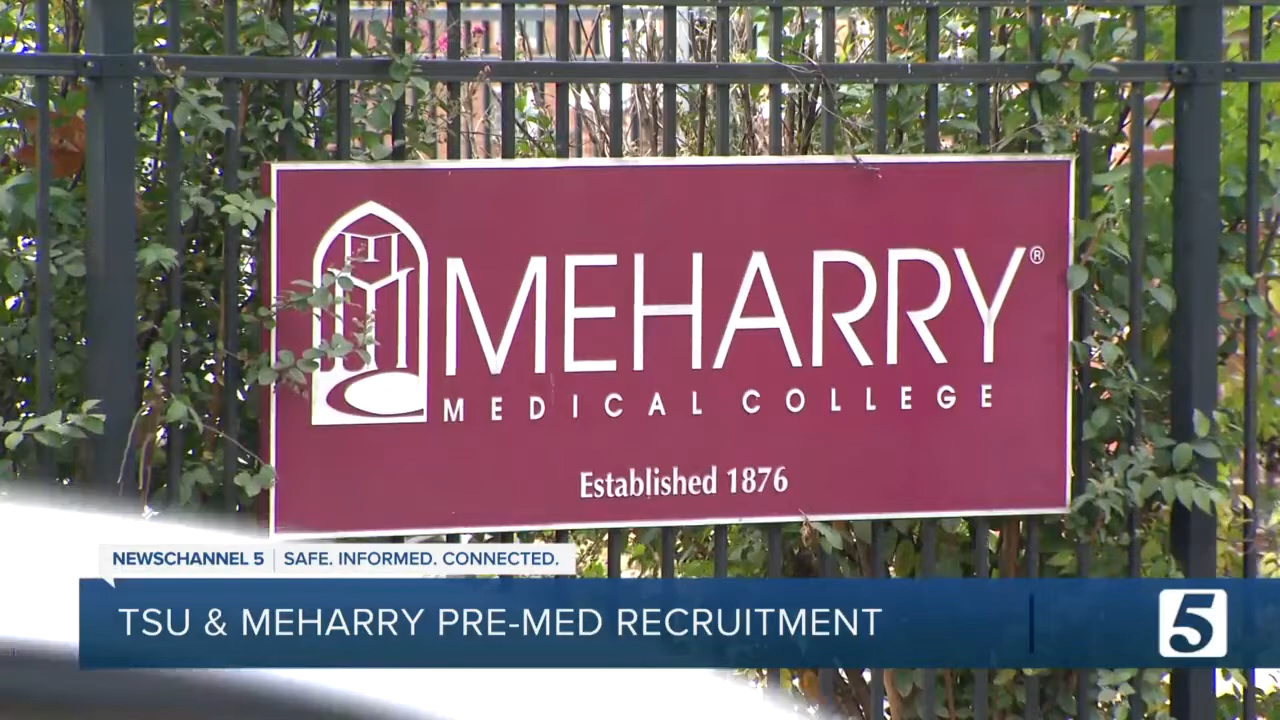 MEHARRY®
MEDICAL COLLEGE
Established 1876
NEWSCHANNEL 5 | SAFE. INFORMED. CONNECTED.
TSU & MEHARRY PRE-MED RECRUITMENT
5